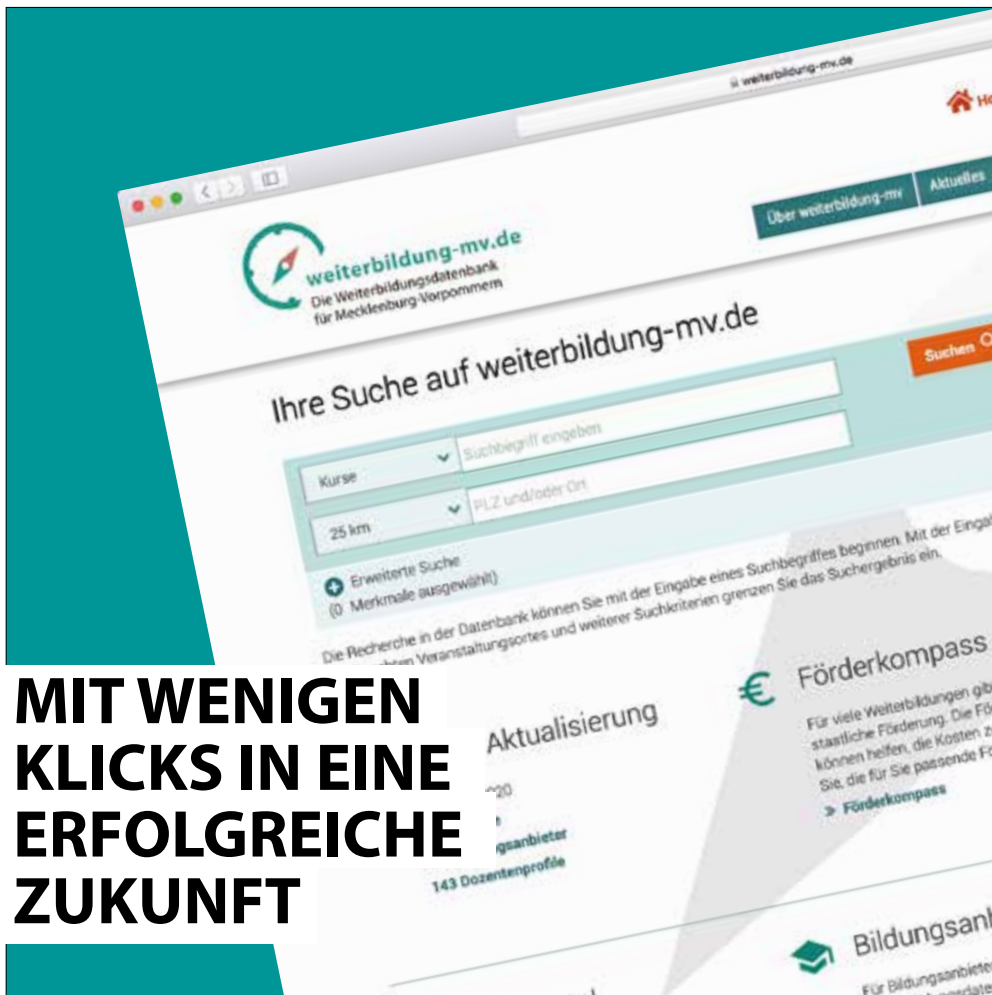 weiterbildung-mv.de
Über weiterbildung-mv
Aktuelles
weiterbildung-mv.de
Die Weiterbildungsdatenbank
für Mecklenburg-Vorpommern
Ihre Suche auf weiterbildung-mv.de
Suchen
Kurse
Suchbegriff eingeben
25 km
PLZ und/oder Ort
Erweiterte Suche
(0 Merkmale ausgewählt)
Die Recherche in der Datenbank können Sie mit der Eingabe eines Suchbegriffes beginnen. Mit der
Veranstaltungsortes und weiterer Suchkriterien grenzen Sie das Suchergebnis ein.
Aktualisierung
143 Dozentenprofile
€ Förderkompass
Für viele Weiterbildungen
staatliche Förderung. Die
können helfen, die Kosten
Sie, die für Sie passende
» Förderkompass
Für Bildungsanbieter
MIT WENIGEN
KLICKS IN EINE
ERFOLGREICHE
ZUKUNFT